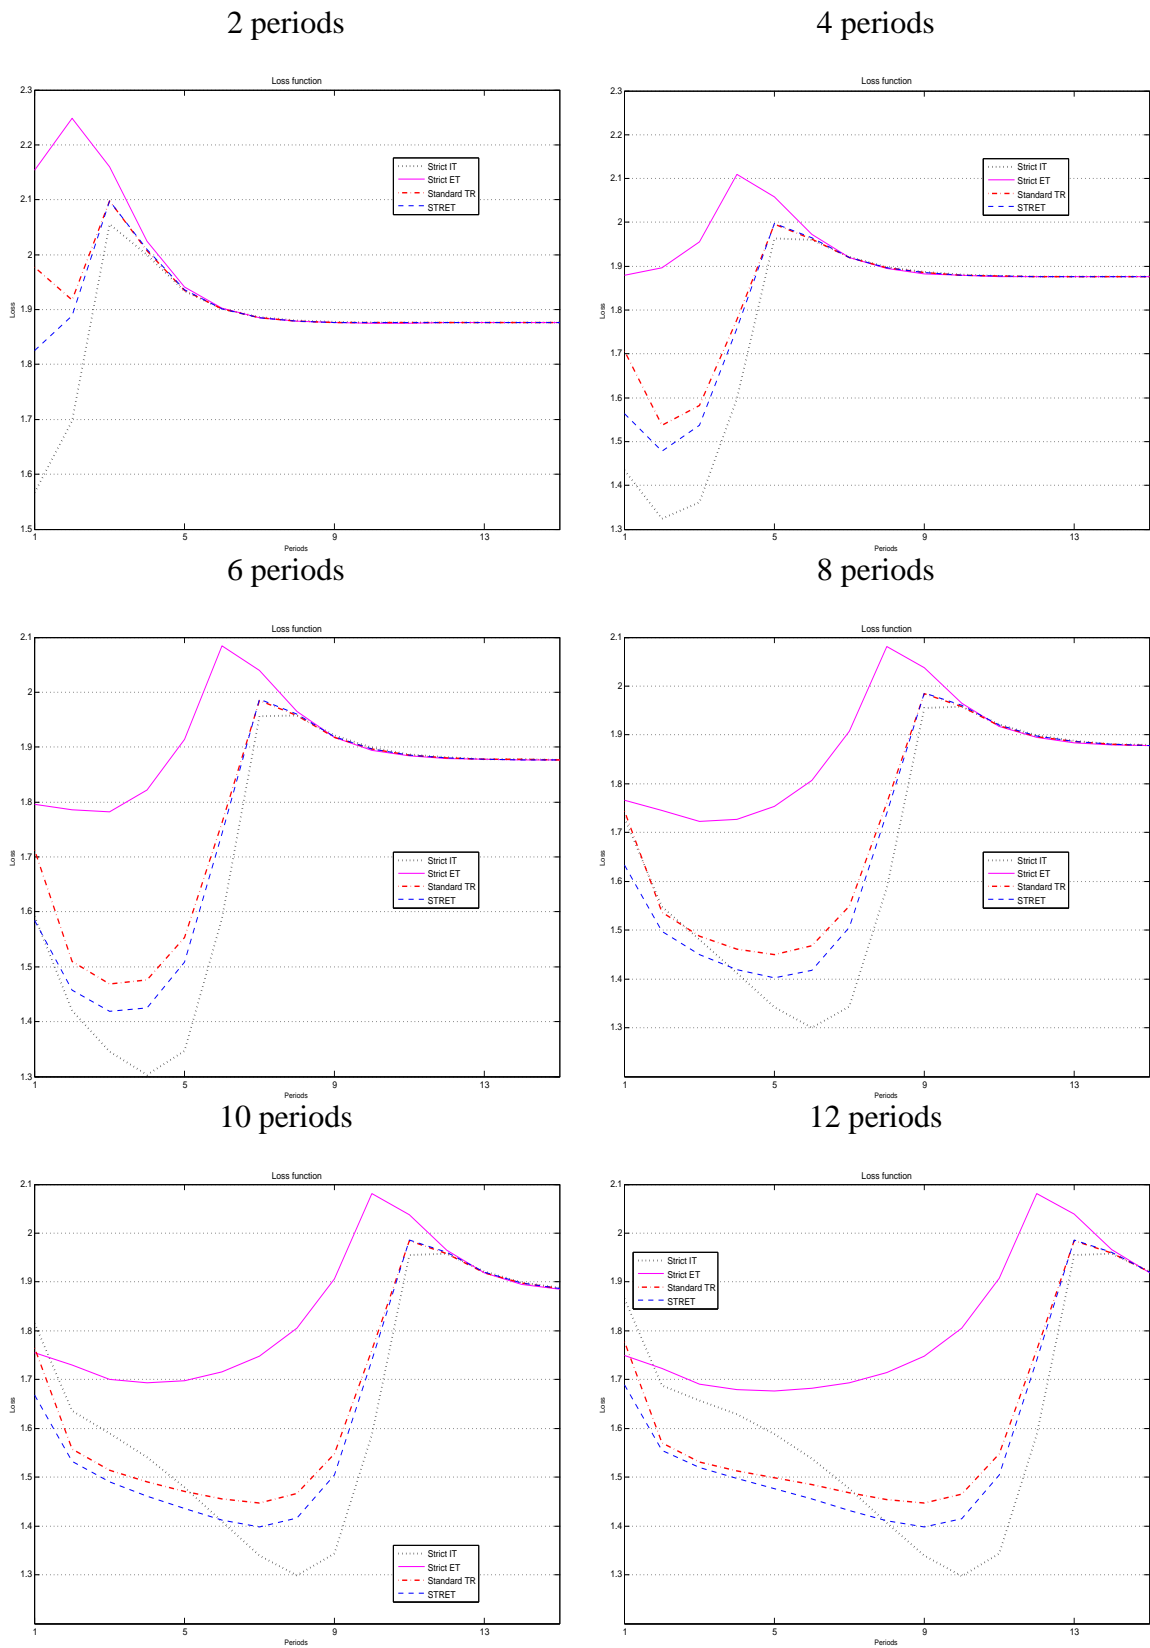 2 periods
4 periods
Loss function
2.3
2.2
2.1
2
1.9
1.8
1.7
1.6
1.5
Loss
1
5
9
13
Periods
Strict IT
Strict ET
Standard TR
STRET
Loss function
2.3
2.2
2.1
2
1.9
1.8
1.7
1.6
1.5
1.4
1.3
Loss
1
5
9
13
Periods
Strict IT
Strict ET
Standard TR
STRET
6 periods
8 periods
Loss function
2.1
2
1.9
1.8
1.7
1.6
1.5
1.4
1.3
Loss
1
5
9
13
Periods
Strict IT
Strict ET
Standard TR
STRET
Loss function
2.1
2
1.9
1.8
1.7
1.6
1.5
1.4
1.3
Loss
1
5
9
13
Periods
Strict IT
Strict ET
Standard TR
STRET
10 periods
12 periods
Loss function
2.1
2
1.9
1.8
1.7
1.6
1.5
1.4
1.3
Loss
1
5
9
13
Periods
Strict IT
Strict ET
Standard TR
STRET
Loss function
2.1
2
1.9
1.8
1.7
1.6
1.5
1.4
1.3
Loss
1
5
9
13
Periods
Strict IT
Strict ET
Standard TR
STRET